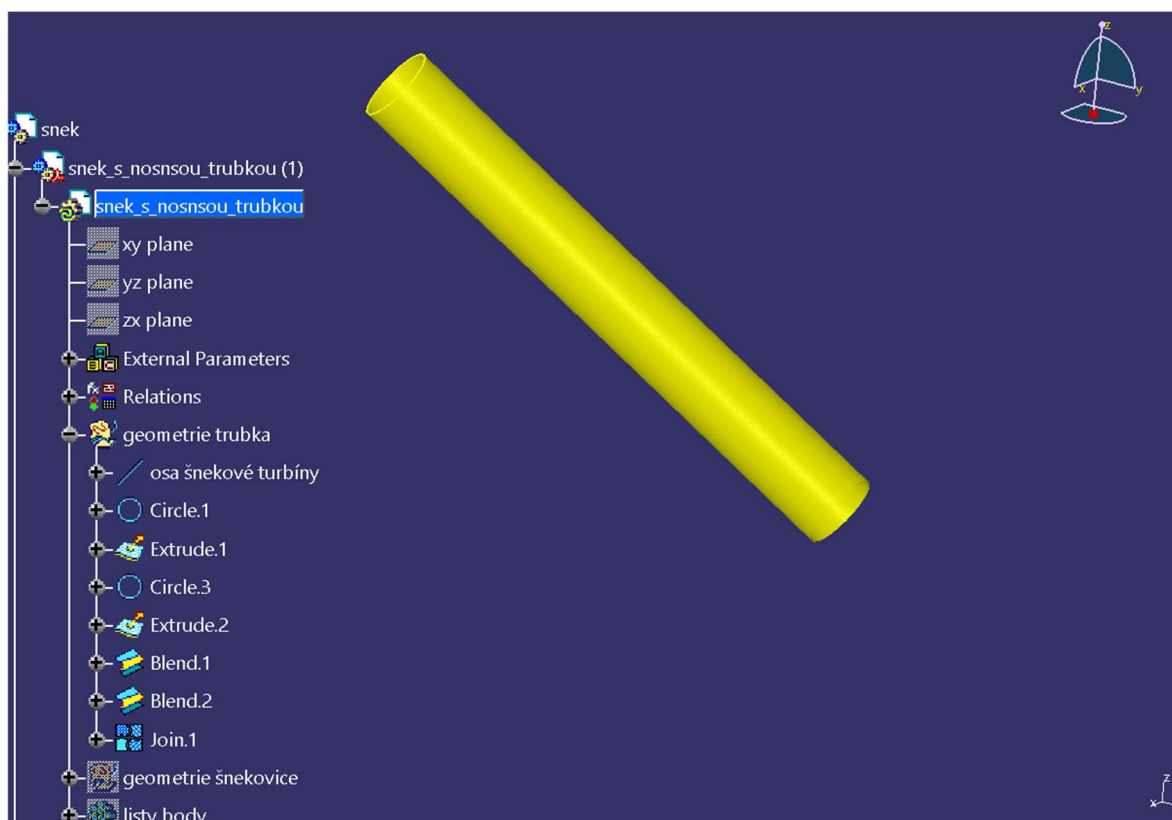 snek
snek_s_nosnsou_trubkou (1)
snek_s_nosnsou_trubkou
xy plane
yz plane
zx plane
External Parameters
Relations
geometrie trubka
osa šnekové turbíny
Circle.1
Extrude.1
Circle.3
Extrude.2
Blend.1
Blend.2
Join.1
geometrie šnekovice
listy body
z
x
y
z
x